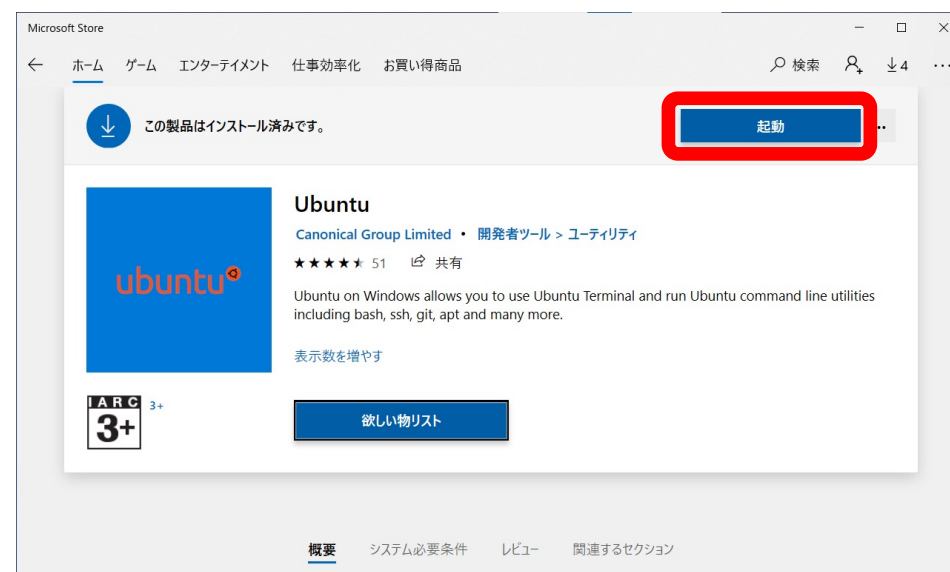 Microsoft Store
ホーム ゲーム エンターテイメント 仕事効率化 お買い得商品 検索 4
この製品はインストール済みです。 起動
Ubuntu
Canonical Group Limited • 開発者ツール > ユーティリティ
51 共有
ubuntu
Ubuntu on Windows allows you to use Ubuntu Terminal and run Ubuntu command line utilities
including bash, ssh, git, apt and many more.
表示数を増やす
IARC
3+
3+
欲しい物リスト
概要 システム必要条件 レビュー 関連するセクション